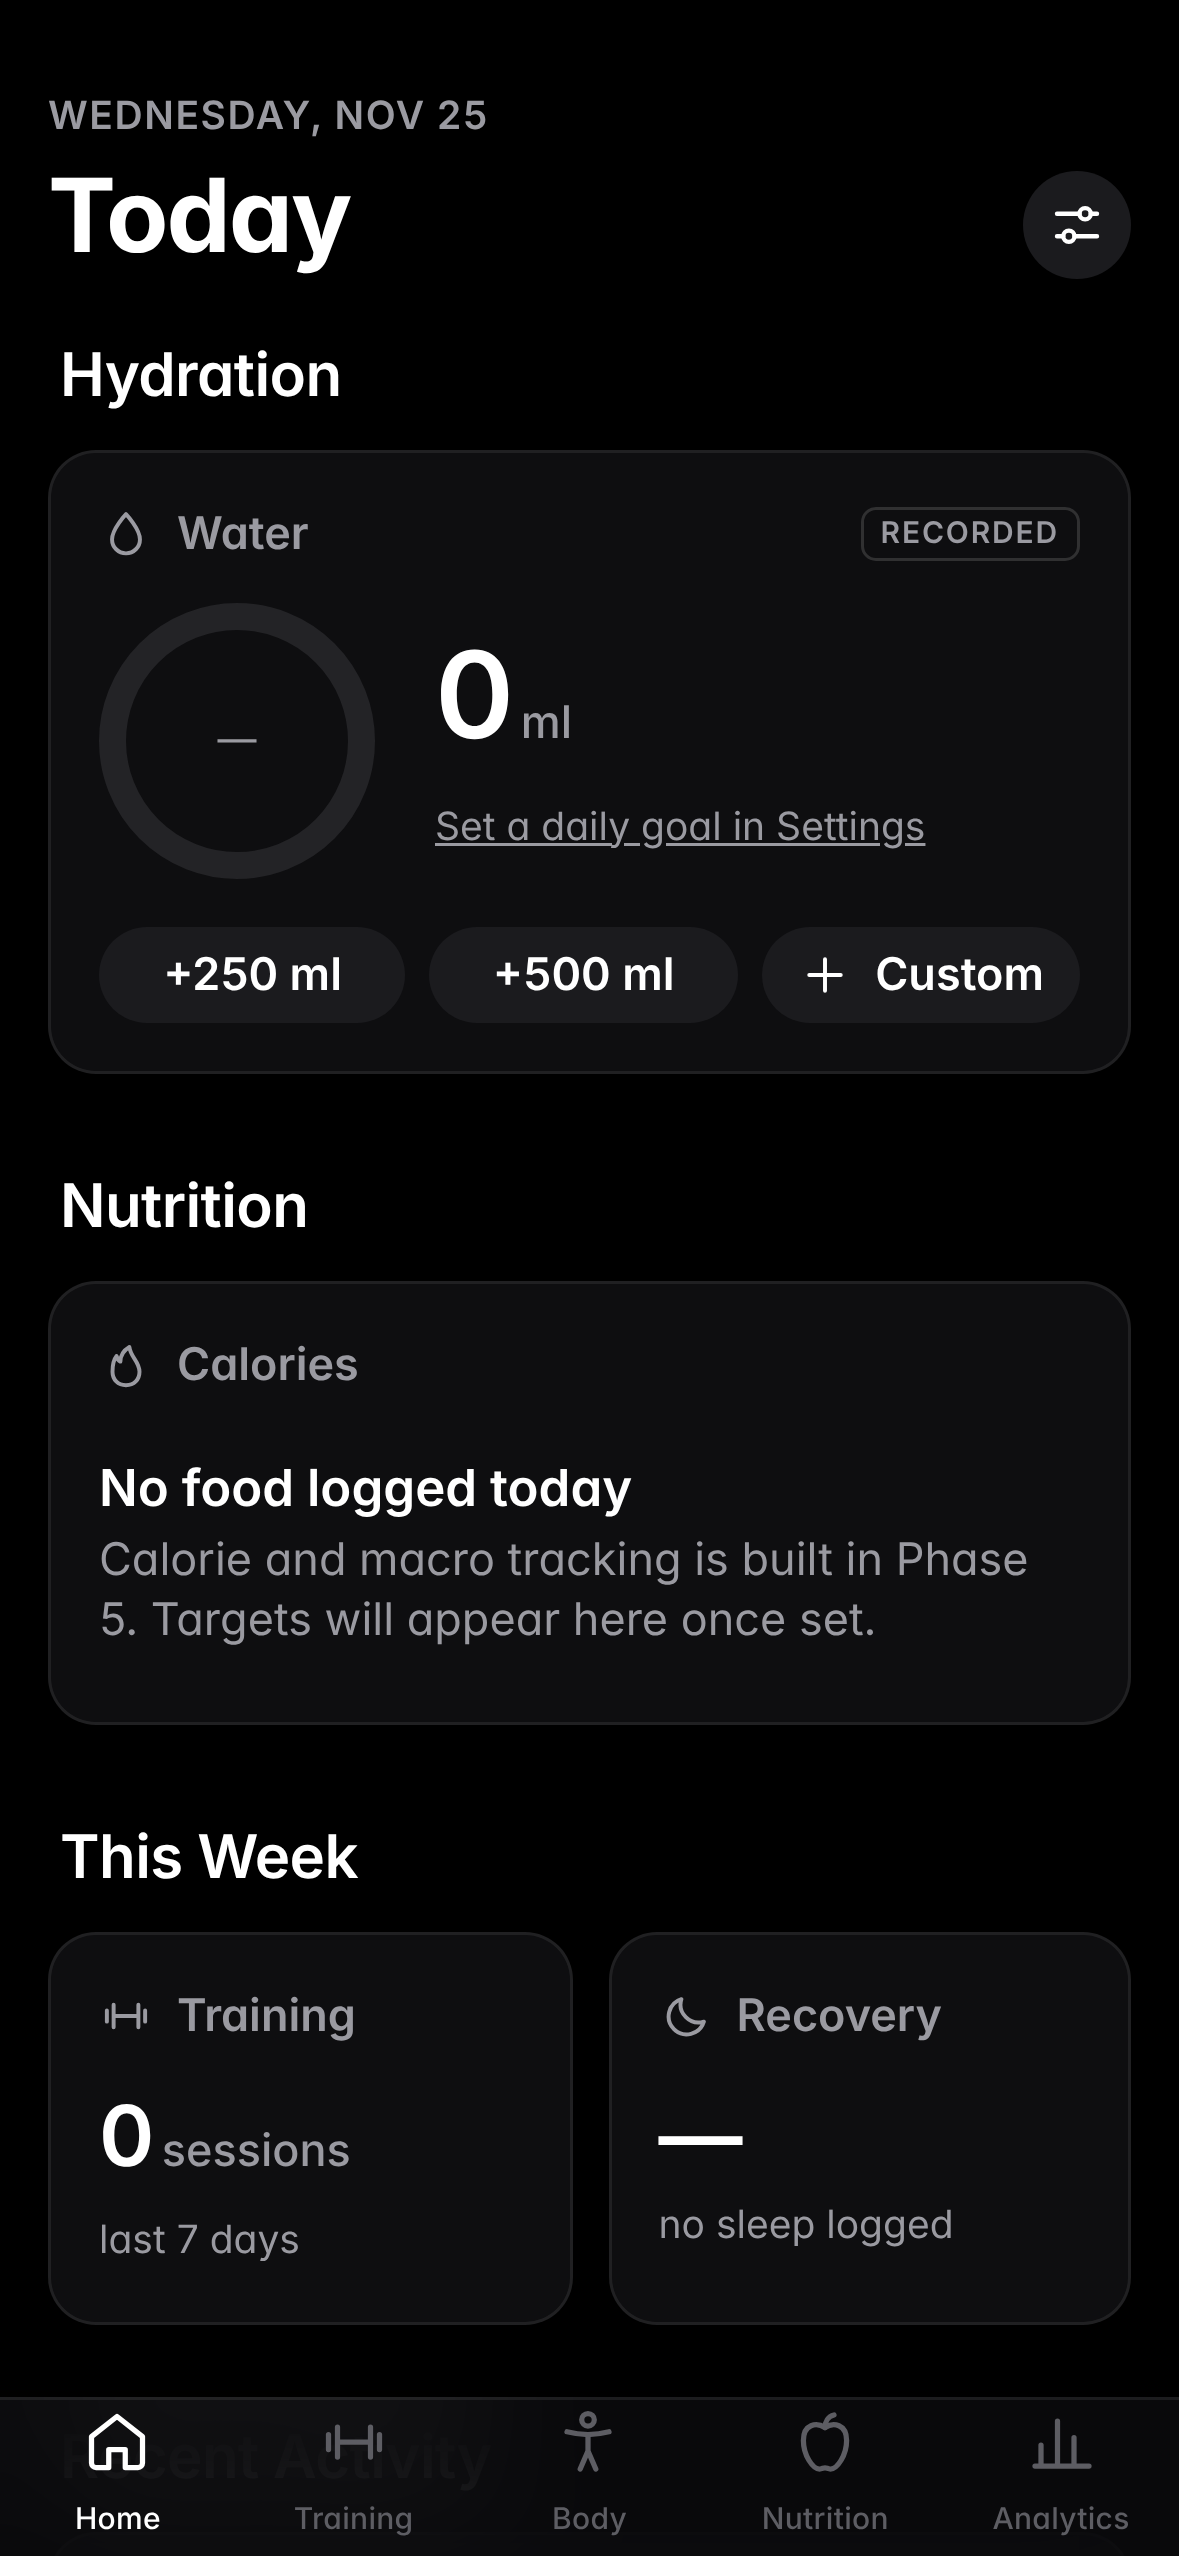 WEDNESDAY, NOV 25
Today
Hydration
Water
RECORDED
—
0 ml
Set a daily goal in Settings
+250 ml
+500 ml
+ Custom
Nutrition
Calories
No food logged today
Calorie and macro tracking is built in Phase
5. Targets will appear here once set.
This Week
Training
0 sessions
last 7 days
Recovery
—
no sleep logged
Recent Activity
Home
Training
Body
Nutrition
Analytics